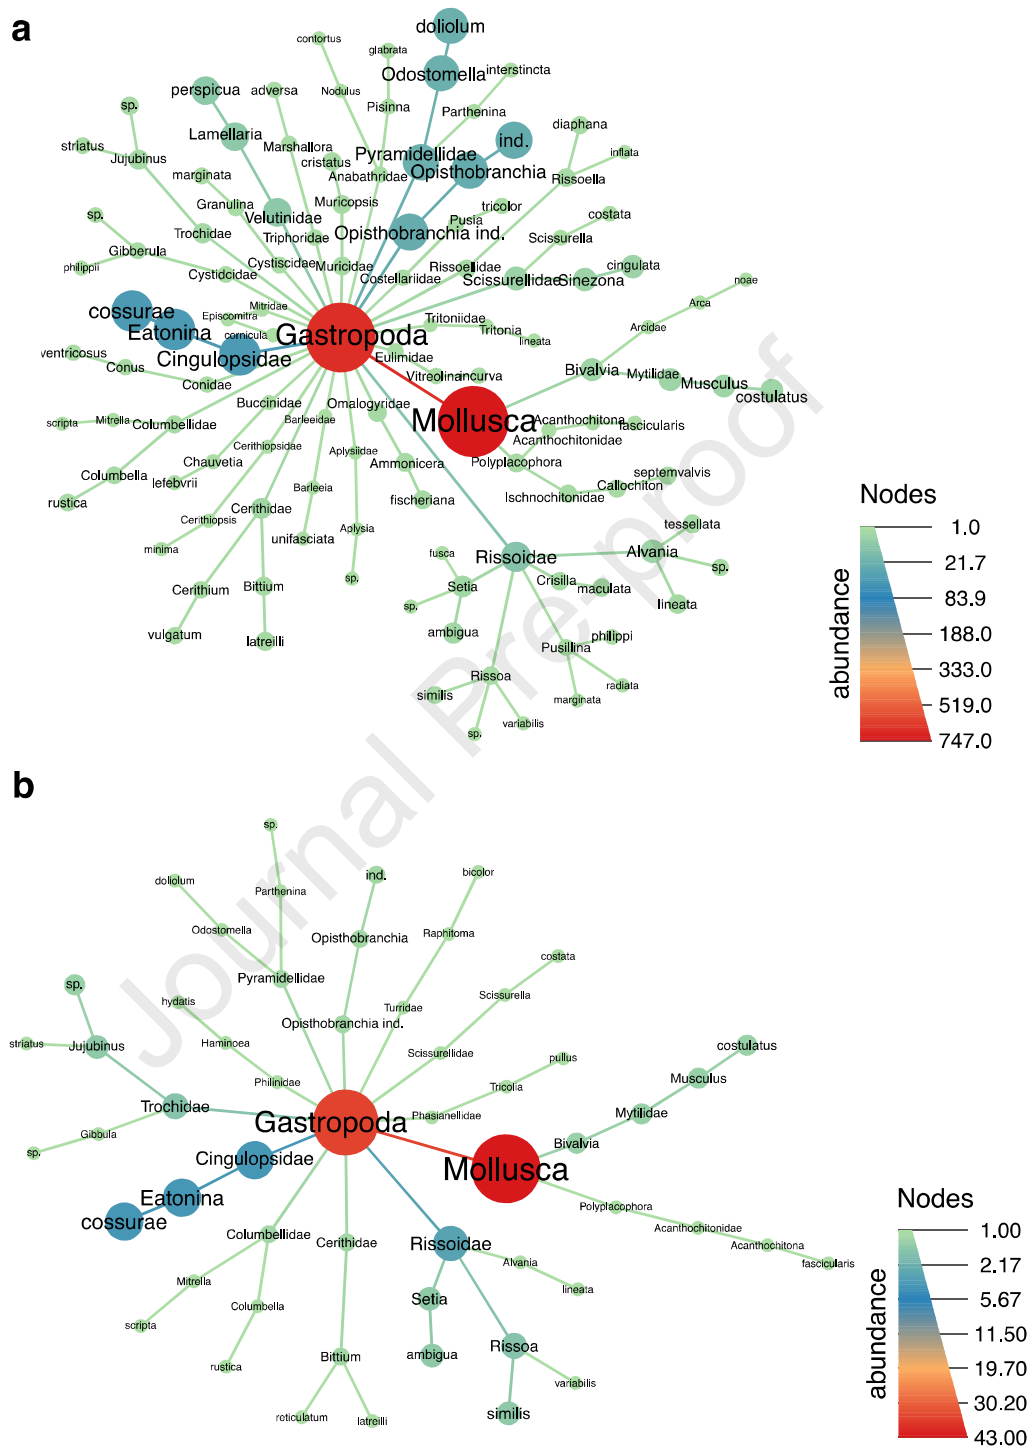 a
doliolum
contortus
glabrata
Odostomella
interstincta
perspicua
adversa
Nodulus
Pisinna
Parthenina
sp.
Lamellaria
ind.
diaphana
striatus
Jujubinus
Marshallora
cristatus
Pyramidellidae
inflata
marginata
Anabathridae
Opisthobranchia
Rissoella
Granulina
Muricopsis
tricolor
sp.
Velutinidae
Pusia
costata
Trochidae
Triphoridae
Opisthobranchia ind.
Scissurella
Gibberula
philippii
Cystidcidae
Cystiscidae
Muricidae
Costellariidae
Rissoellidae
Scissurellidae
Sinezona
cingulata
noae
cossurae
Mitridae
Arca
Episcomitra
Tritoniidae
Eatonina
cornicula
Gastropoda
Tritonia
Arcidae
lineata
ventricosus
Cingulopsidae
Eulimidae
Conus
Conidae
Vitreolina
incurva
Bivalvia
Mytilidae
Musculus
costulatus
Buccinidae
Omalogyridae
Mollusca
scripta
Mitrella
Columbellidae
Barleeidae
Acanthochitona
fascicularis
Acanthochitonidae
Cerithiopsidae
Aplysiidae
Chauvetia
Ammonicera
Polyplacophora
Columbella
lefebvrii
Barleeia
septemvalvis
Callochiton
rustica
fischeriana
Ischnochitonidae
Cerithiopsis
Cerithidae
Aplysia
minima
unifasciata
tessellata
fusca
Rissoidae
Alvania
sp.
sp.
Cerithium
Bittium
Setia
Crisilla
maculata
sp.
lineata
vulgatum
latreilli
ambigua
philippi
Pusillina
Rissoa
similis
radiata
marginata
variabilis
sp.
Nodes
abundance
1.0
21.7
83.9
188.0
333.0
519.0
747.0
Journal Pre-proof
b
sp.
doliolum
Parthenina
ind.
bicolor
Odostomella
Opisthobranchia
Raphitoma
sp.
Pyramidellidae
costata
hydatis
Scissurella
Turridae
Opisthobranchia ind.
striatus
Jujubinus
Haminoea
Scissurellidae
pullus
costulatus
Philinidae
Tricolia
Musculus
Trochidae
Phasianellidae
Mytilidae
Gibbula
Gastropoda
Bivalvia
sp.
Cingulopsidae
Mollusca
Eatonina
Polyplacophora
cossurae
Acanthochitonidae
Columbellidae
Cerithidae
Rissoidae
Acanthochitona
Alvania
fascicularis
Mitrella
Setia
lineata
Columbella
scripta
Rissoa
Bittium
ambigua
rustica
variabilis
reticulatum
latreilli
similis
Nodes
abundance
1.00
2.17
5.67
11.50
19.70
30.20
43.00